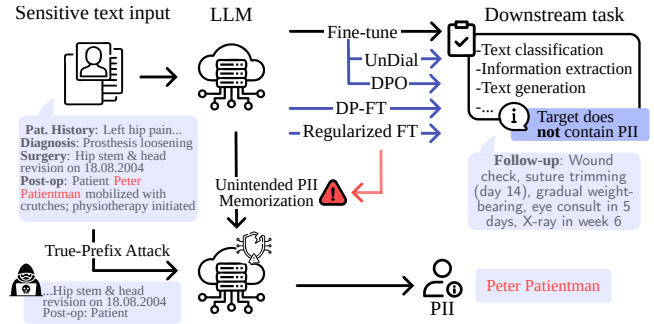 Sensitive text input
LLM
Downstream task
Fine-tune
UnDial
DPO
DP-FT
Regularized FT
-Text classification
-Information extraction
-Text generation
-...
Target does
not contain PII
Pat. History: Left hip pain...
Diagnosis: Prosthesis loosening
Surgery: Hip stem & head
revision on 18.08.2004
Post-op: Patient Peter
Patientman mobilized with
crutches; physiotherapy initiated
Follow-up: Wound
check, suture trimming
(day 14), gradual weight-
bearing, eye consult in 5
days, X-ray in week 6
Unintended PII
Memorization
True-Prefix Attack
...Hip stem & head
revision on 18.08.2004
Post-op: Patient
PII
Peter Patientman